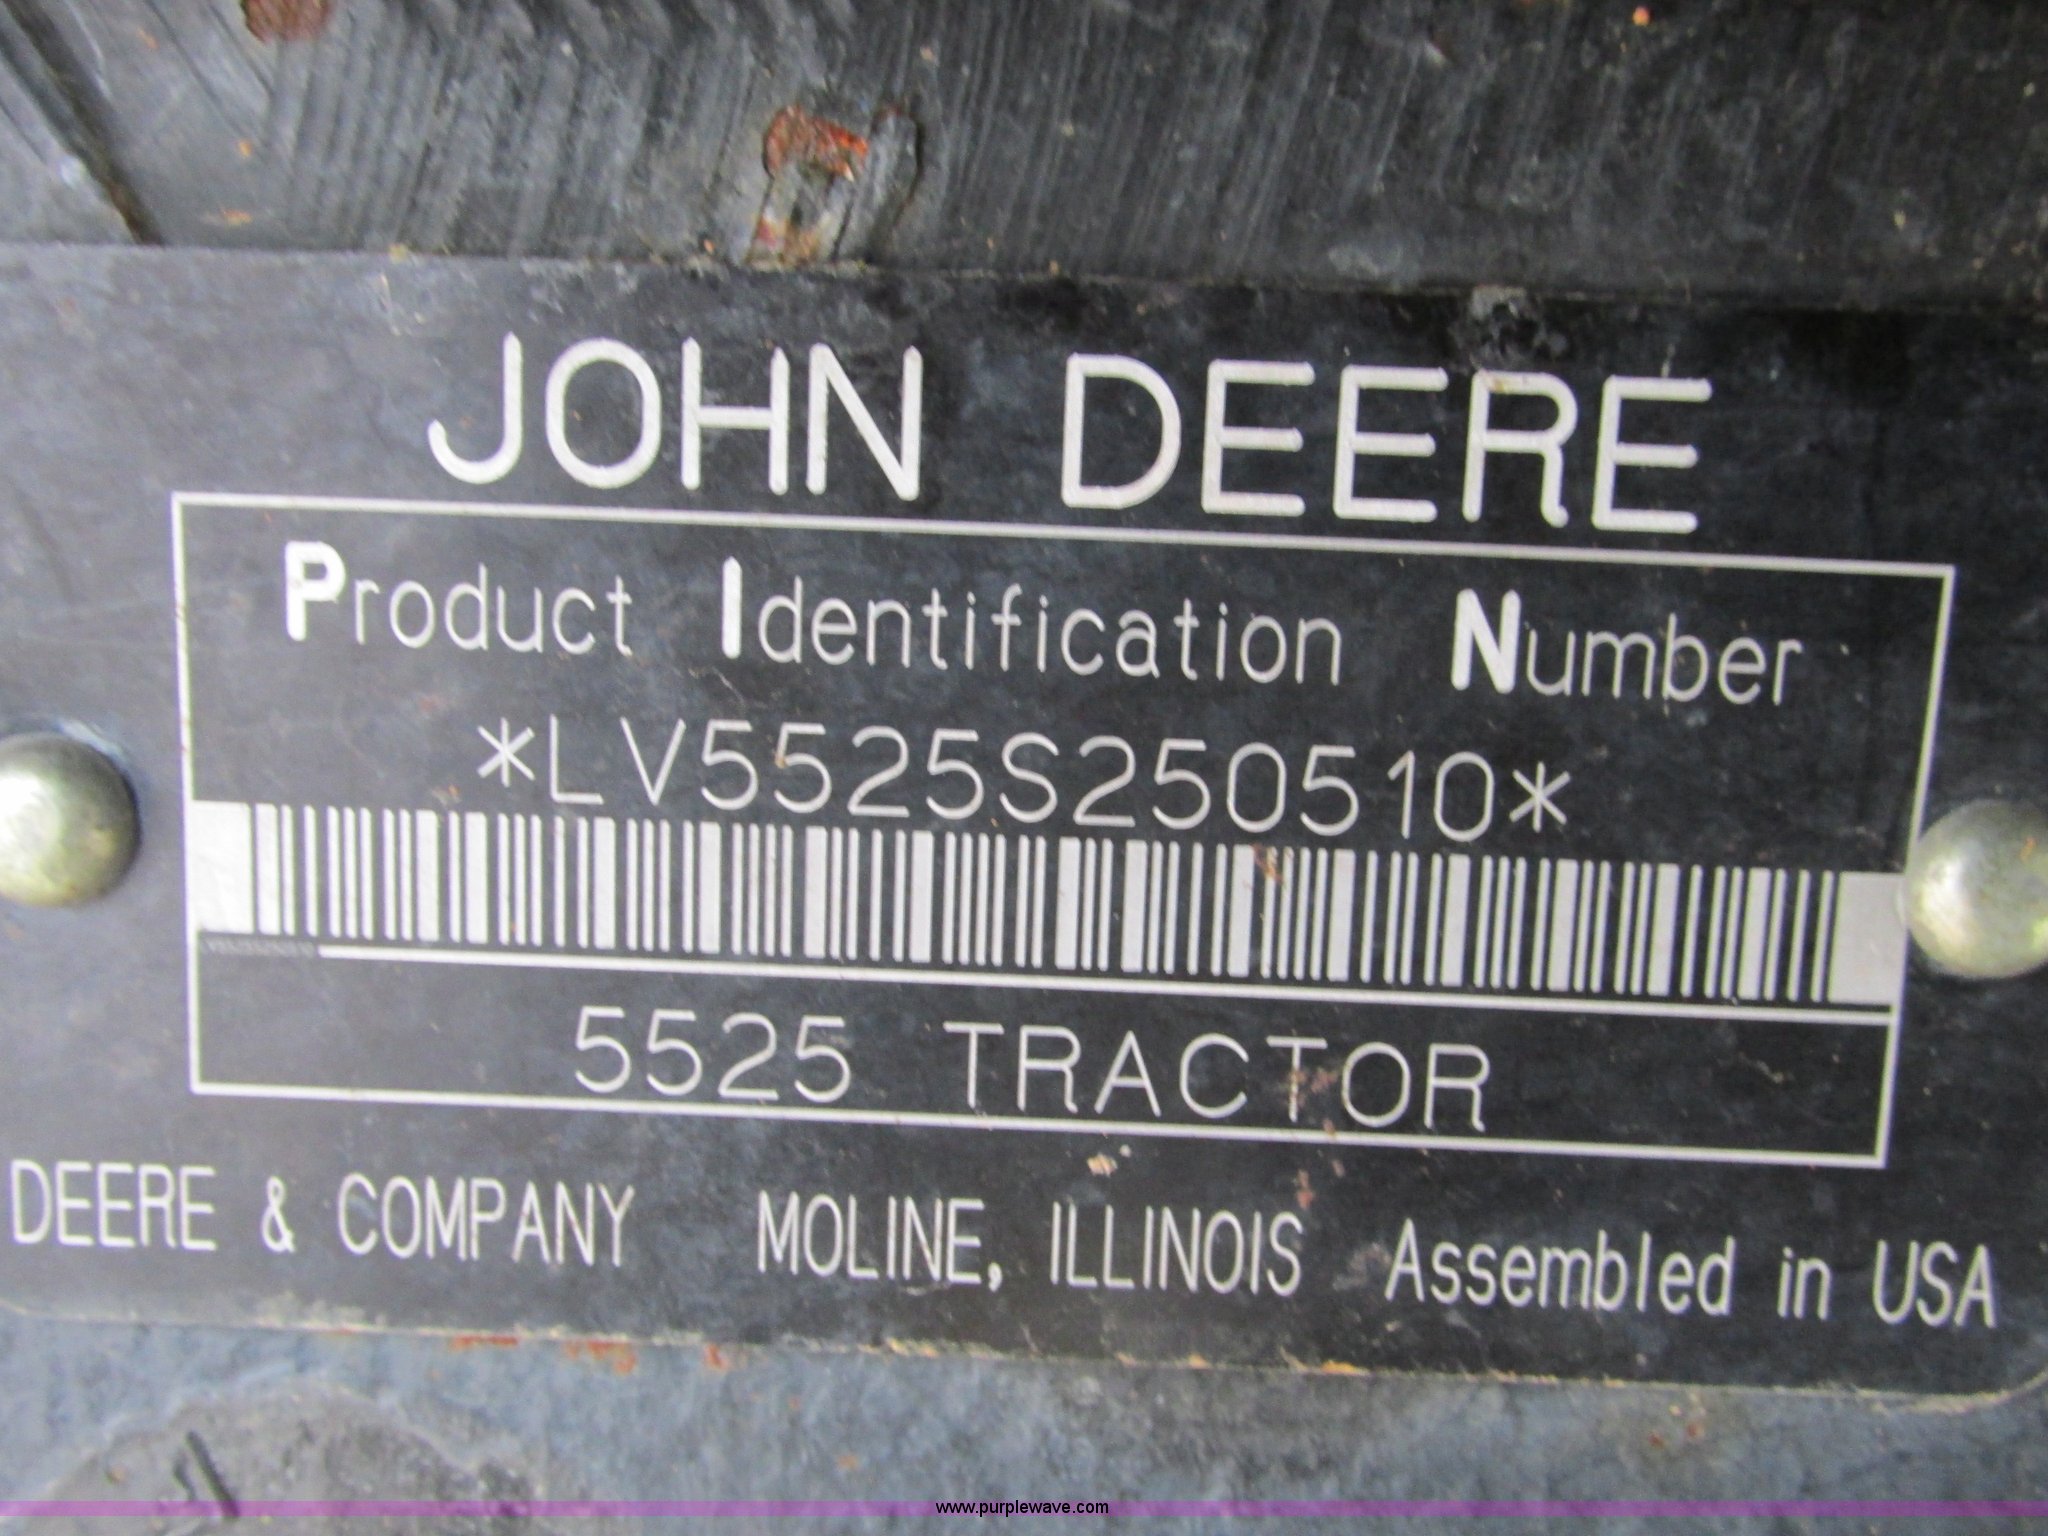 JOHN DEERE
Product Identification Number
*LV5525S250510*
5525 TRACTOR
DEERE & COMPANY MOLINE, ILLINOIS Assembled in USA
www.purplewave.com